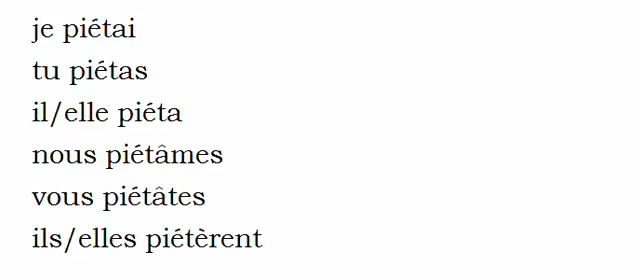 je piétai
tu piétas
il/elle piéta
nous piétâmes
vous piétâtes
ils/elles piétèrent